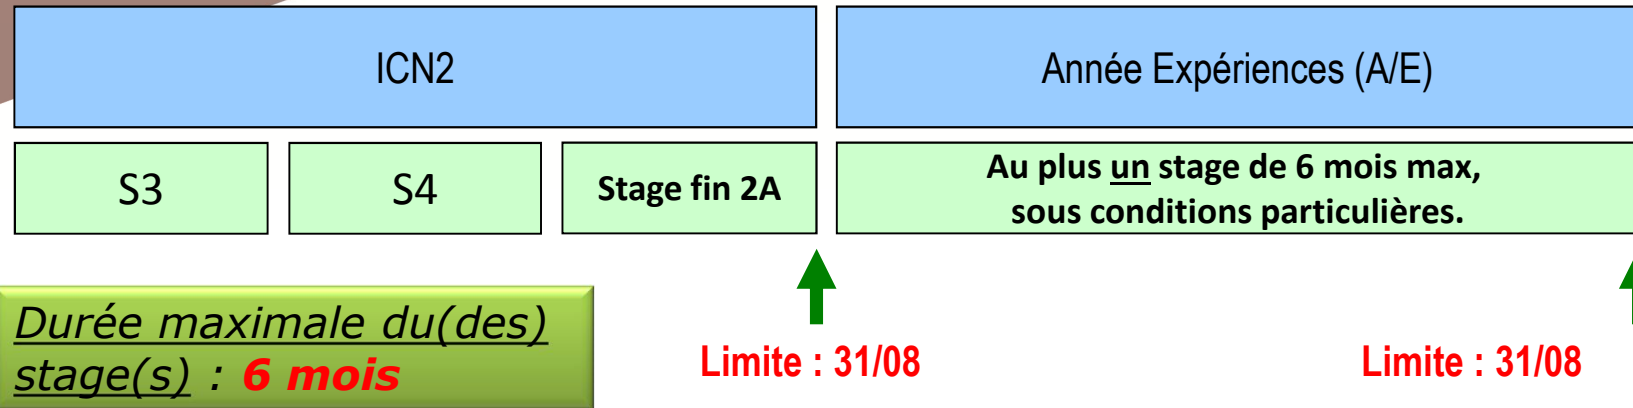 ICN2
Année Expériences (A/E)
S3
S4
Stage fin 2A
Au plus un stage de 6 mois max,
sous conditions particulières.
Durée maximale du(des)
stage(s) : 6 mois
Limite : 31/08
Limite : 31/08